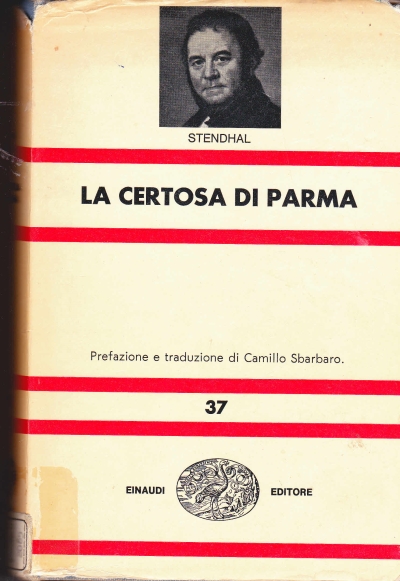 STENDHAL
LA CERTOSA DI PARMA
Prefazione e traduzione di Camillo Sbarbaro.
37
EINAUDI EDITORE